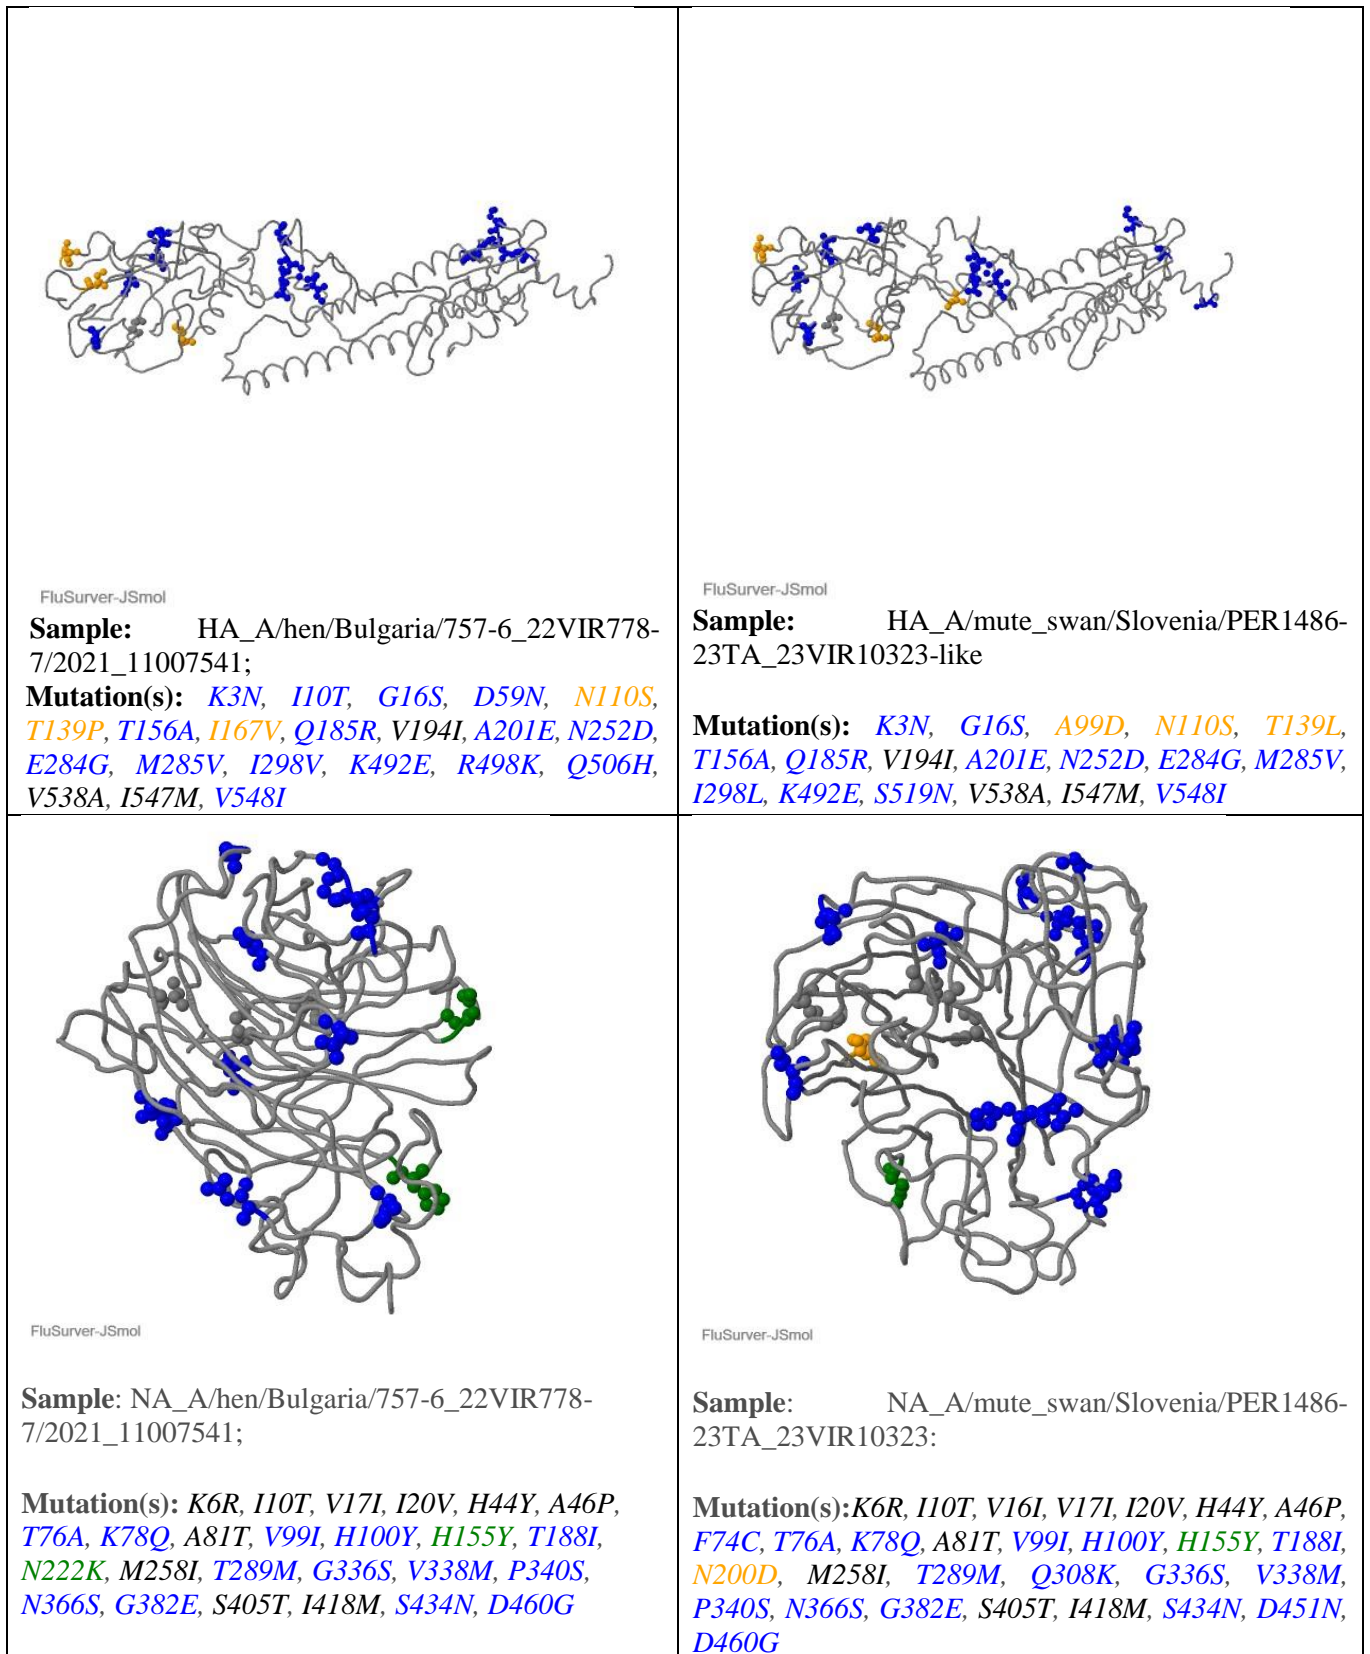 FluSurver-JSmol
Sample: HA_A/hen/Bulgaria/757-6_22VIR778-
7/2021_11007541;
Mutation(s): K3N, I10T, G16S, D59N, N110S,
T139P, T156A, I167V, Q185R, V194I, A201E, N252D,
E284G, M285V, I298V, K492E, R498K, Q506H,
V538A, I547M, V548I
FluSurver-JSmol
Sample: HA_A/mute_swan/Slovenia/PER1486-
23TA_23VIR10323-like
Mutation(s): K3N, G16S, A99D, N110S, T139L,
T156A, Q185R, V194I, A201E, N252D, E284G, M285V,
I298L, K492E, S519N, V538A, I547M, V548I
FluSurver-JSmol
Sample: NA_A/hen/Bulgaria/757-6_22VIR778-
7/2021_11007541;
Mutation(s): K6R, I10T, V17I, I20V, H44Y, A46P,
T76A, K78Q, A81T, V99I, H100Y, H155Y, T188I,
N222K, M258I, T289M, G336S, V338M, P340S,
N366S, G382E, S405T, I418M, S434N, D460G
FluSurver-JSmol
Sample: NA_A/mute_swan/Slovenia/PER1486-
23TA_23VIR10323:
Mutation(s):K6R, I10T, V16I, V17I, I20V, H44Y, A46P,
F74C, T76A, K78Q, A81T, V99I, H100Y, H155Y, T188I,
N200D, M258I, T289M, Q308K, G336S, V338M,
P340S, N366S, G382E, S405T, I418M, S434N, D451N,
D460G